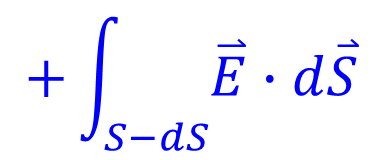 + ∫_{S−dS} E⃗ · dS⃗